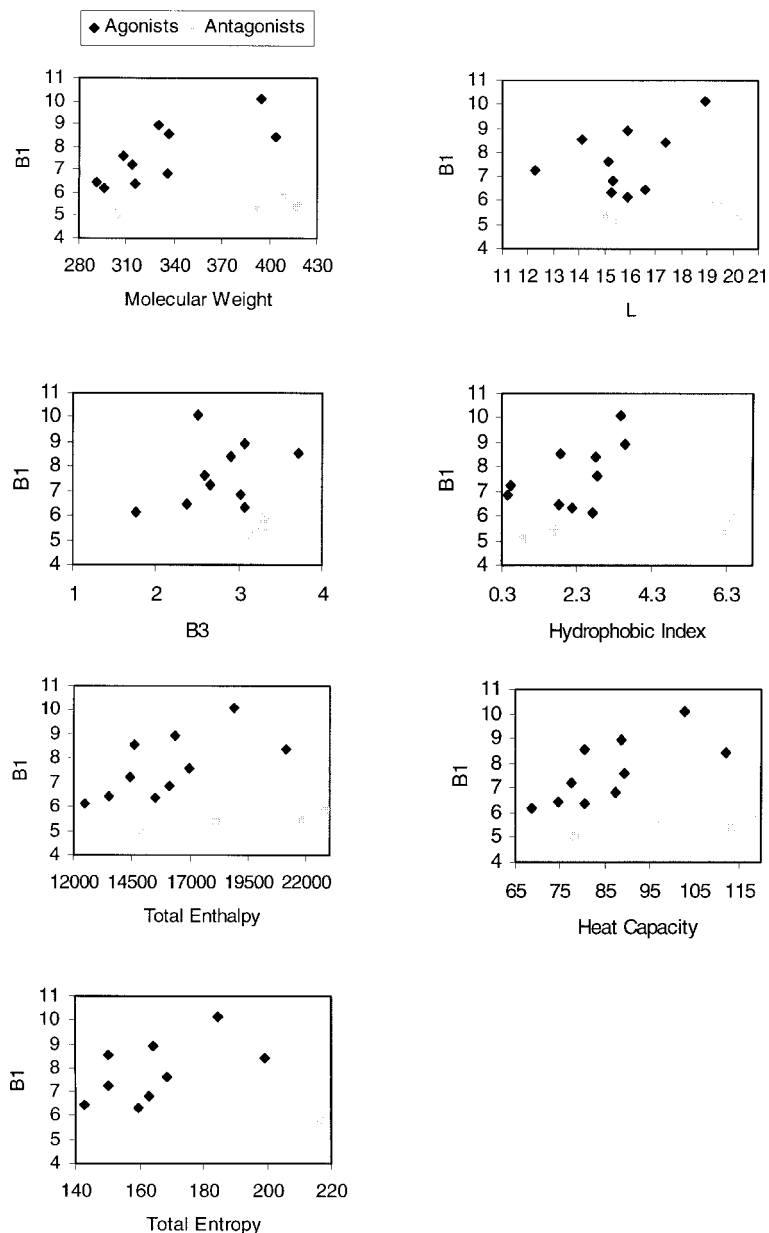 Agonists Antagonists
11
10
9
8
7
6
5
4
B1
280 310 340 370 400 430
Molecular Weight
11
10
9
8
7
6
5
4
B1
11 12 13 14 15 16 17 18 19 20 21
L
11
10
9
8
7
6
5
4
B1
1 2 3 4
B3
11
10
9
8
7
6
5
4
B1
0.3 2.3 4.3 6.3
Hydrophobic Index
11
10
9
8
7
6
5
4
B1
12000 14500 17000 19500 22000
Total Enthalpy
11
10
9
8
7
6
5
4
B1
65 75 85 95 105 115
Heat Capacity
11
10
9
8
7
6
5
4
B1
140 160 180 200 220
Total Entropy